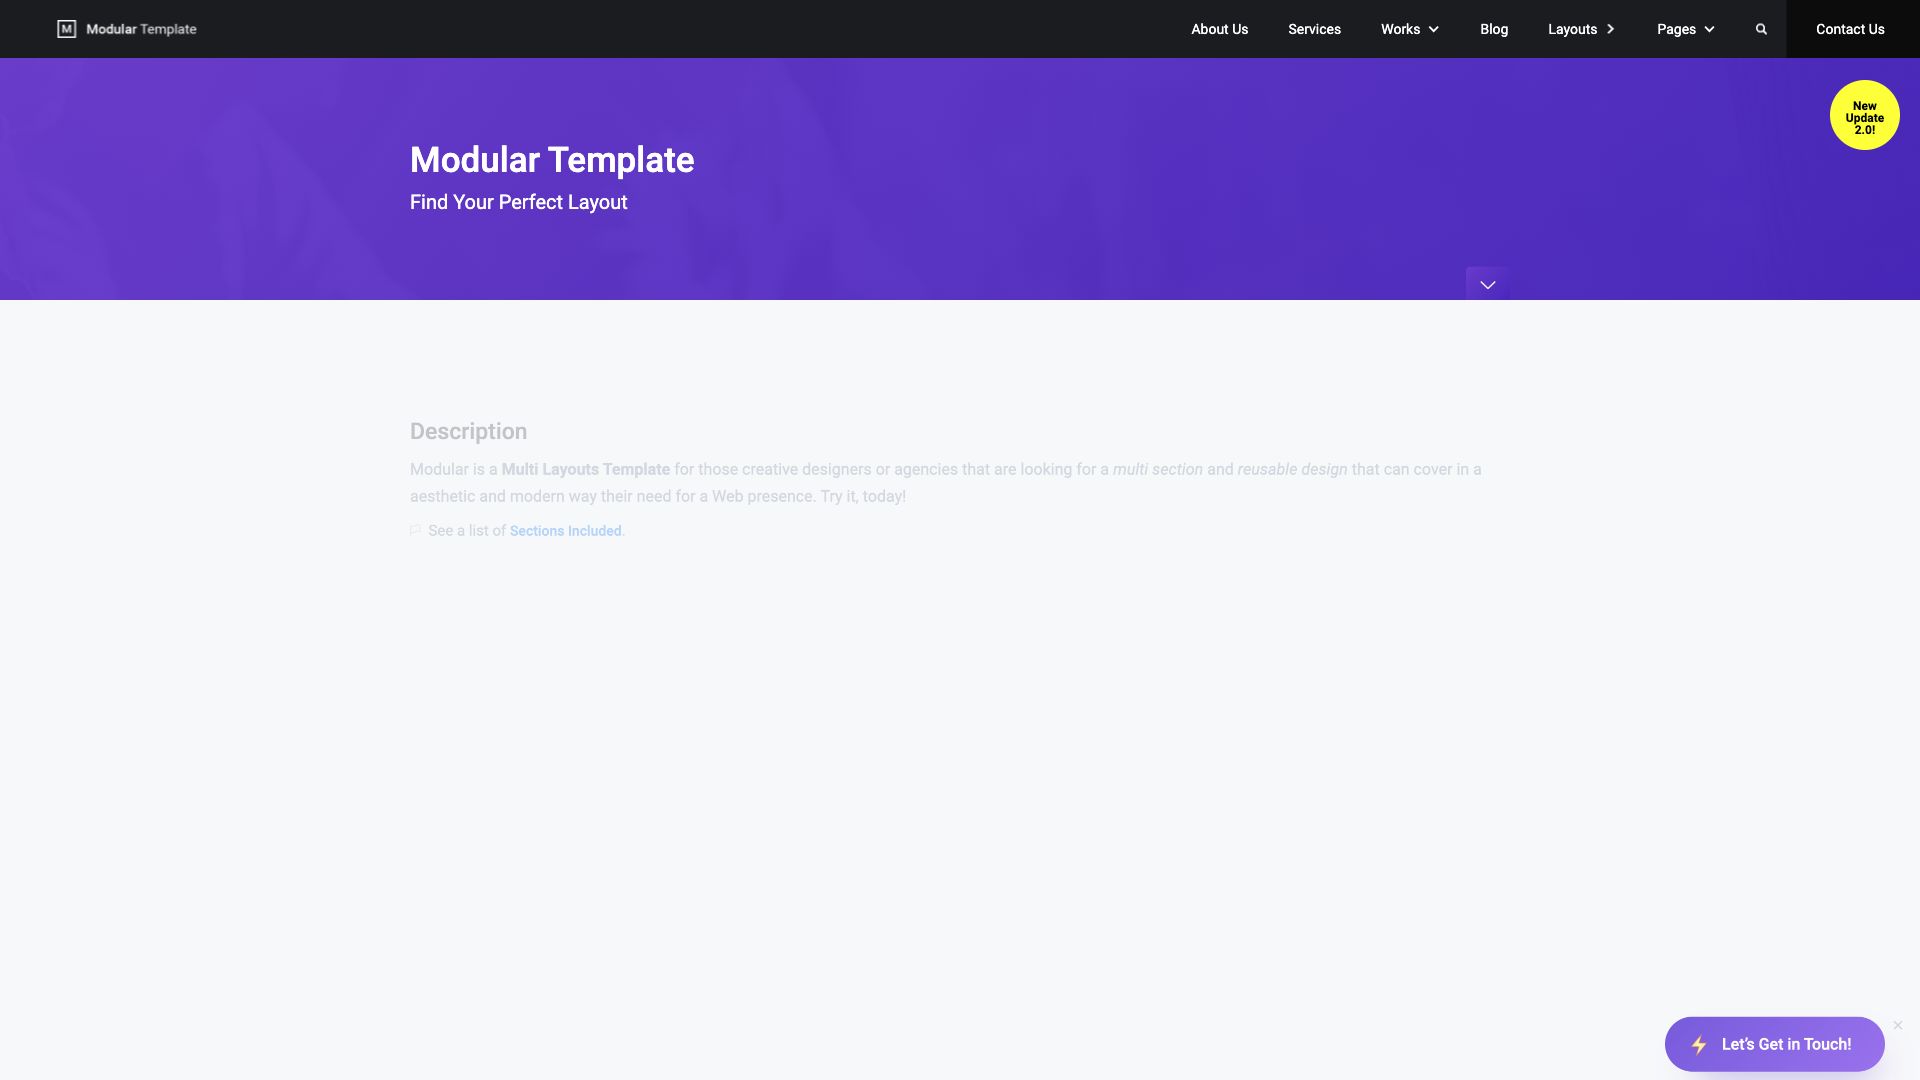 M Modular Template
About Us
Services
Works
Blog
Layouts
Pages
Contact Us
New
Update
2.0!
Modular Template
Find Your Perfect Layout
Description
Modular is a Multi Layouts Template for those creative designers or agencies that are looking for a multi section and reusable design that can cover in a
aesthetic and modern way their need for a Web presence. Try it, today!
See a list of Sections Included.
Let's Get in Touch!